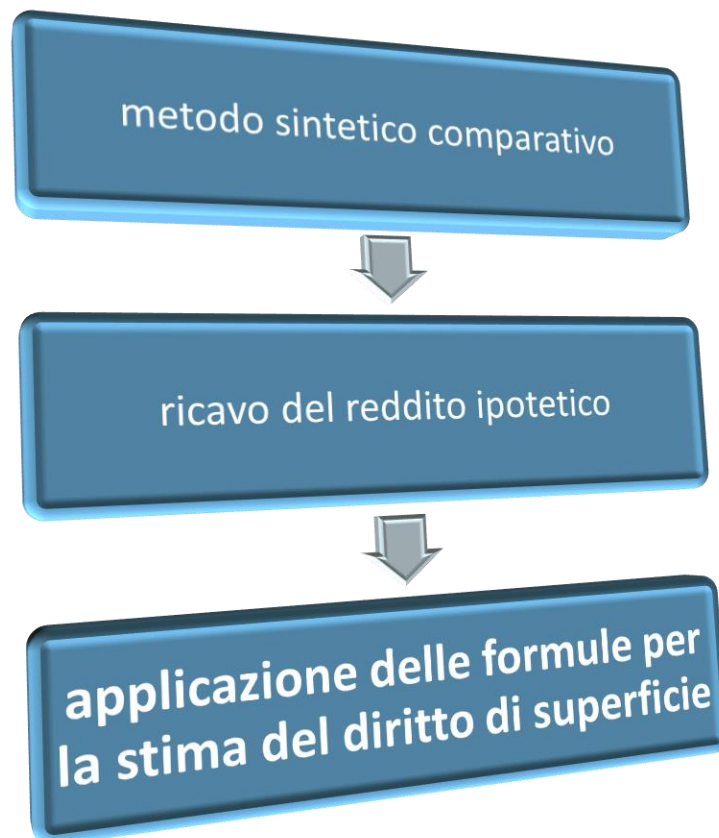 metodo sintetico comparativo
ricavo del reddito ipotetico
applicazione delle formule per
la stima del diritto di superficie